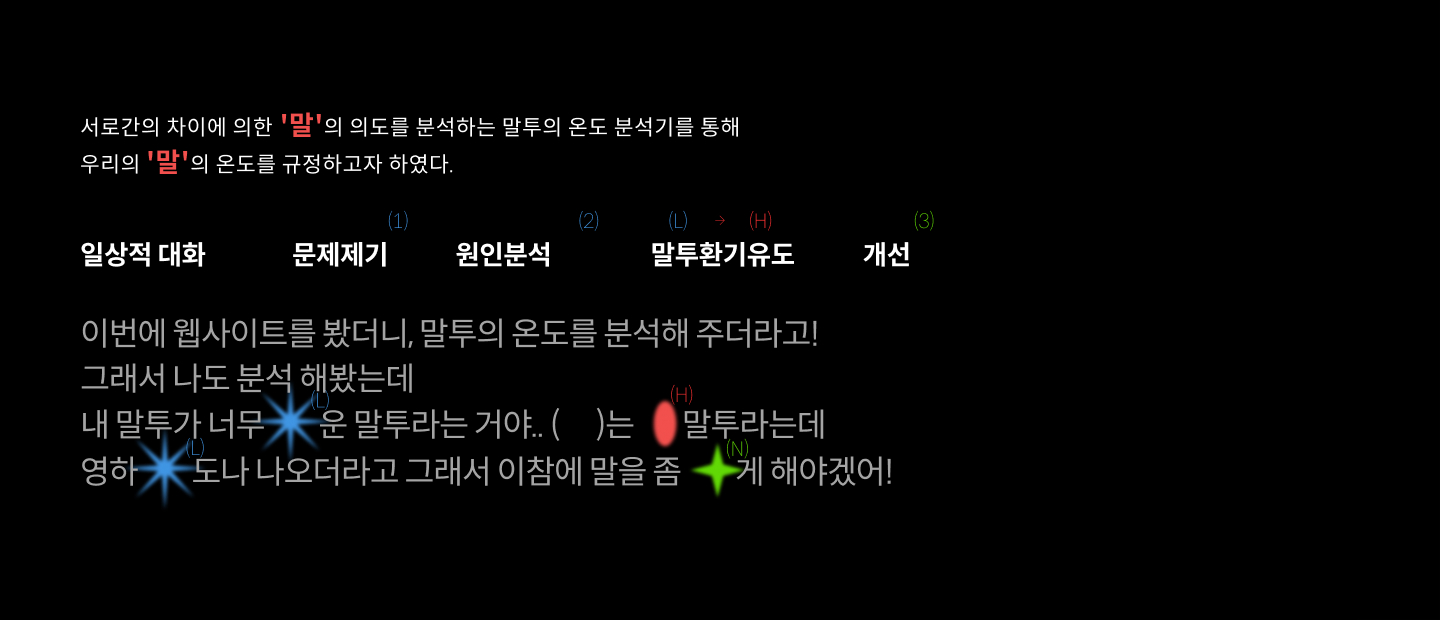 서로간의 차이에 의한 '말'의 의도를 분석하는 말투의 온도 분석기를 통해
우리의 '말'의 온도를 규정하고자 하였다.
(1) (2) (L) → (H) (3)
일상적 대화 문제제기 원인분석 말투환기유도 개선
이번에 웹사이트를 봤더니, 말투의 온도를 분석해 주더라고!
그래서 나도 분석 해봤는데
(L) (H)
내 말투가 너무 운 말투라는 거야.. ( )는 말투라는데
(L) (N)
영하 도나 나오더라고 그래서 이참에 말을 좀 게 해야겠어!